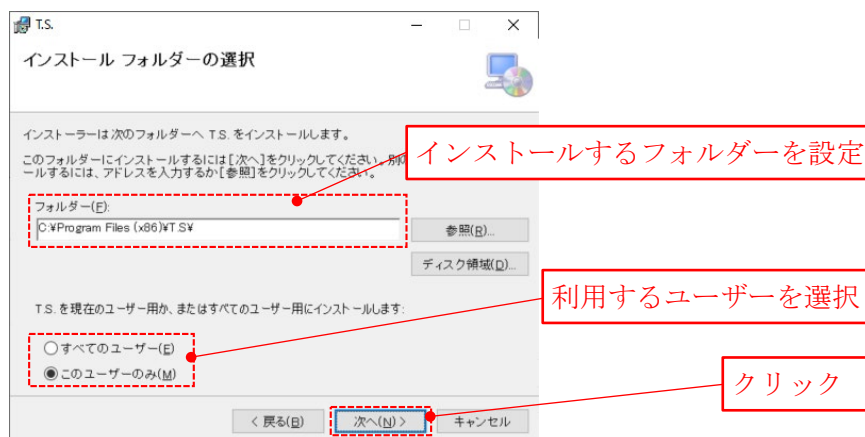 T.S.
インストール フォルダーの選択
インストーラーは次のフォルダーへ T.S. をインストールします。
このフォルダーにインストールするには[次へ]をクリックしてください。別の
ールするには、アドレスを入力するか[参照]をクリックしてください。
インストールするフォルダーを設定
フォルダー(F):
C:¥Program Files (x86)¥T.S¥
参照(R)...
ディスク領域(D)...
利用するユーザーを選択
T.S. を現在のユーザー用か、またはすべてのユーザー用にインストールします:
すべてのユーザー(E)
このユーザーのみ(M)
クリック
< 戻る(B)
次へ(N) >
キャンセル